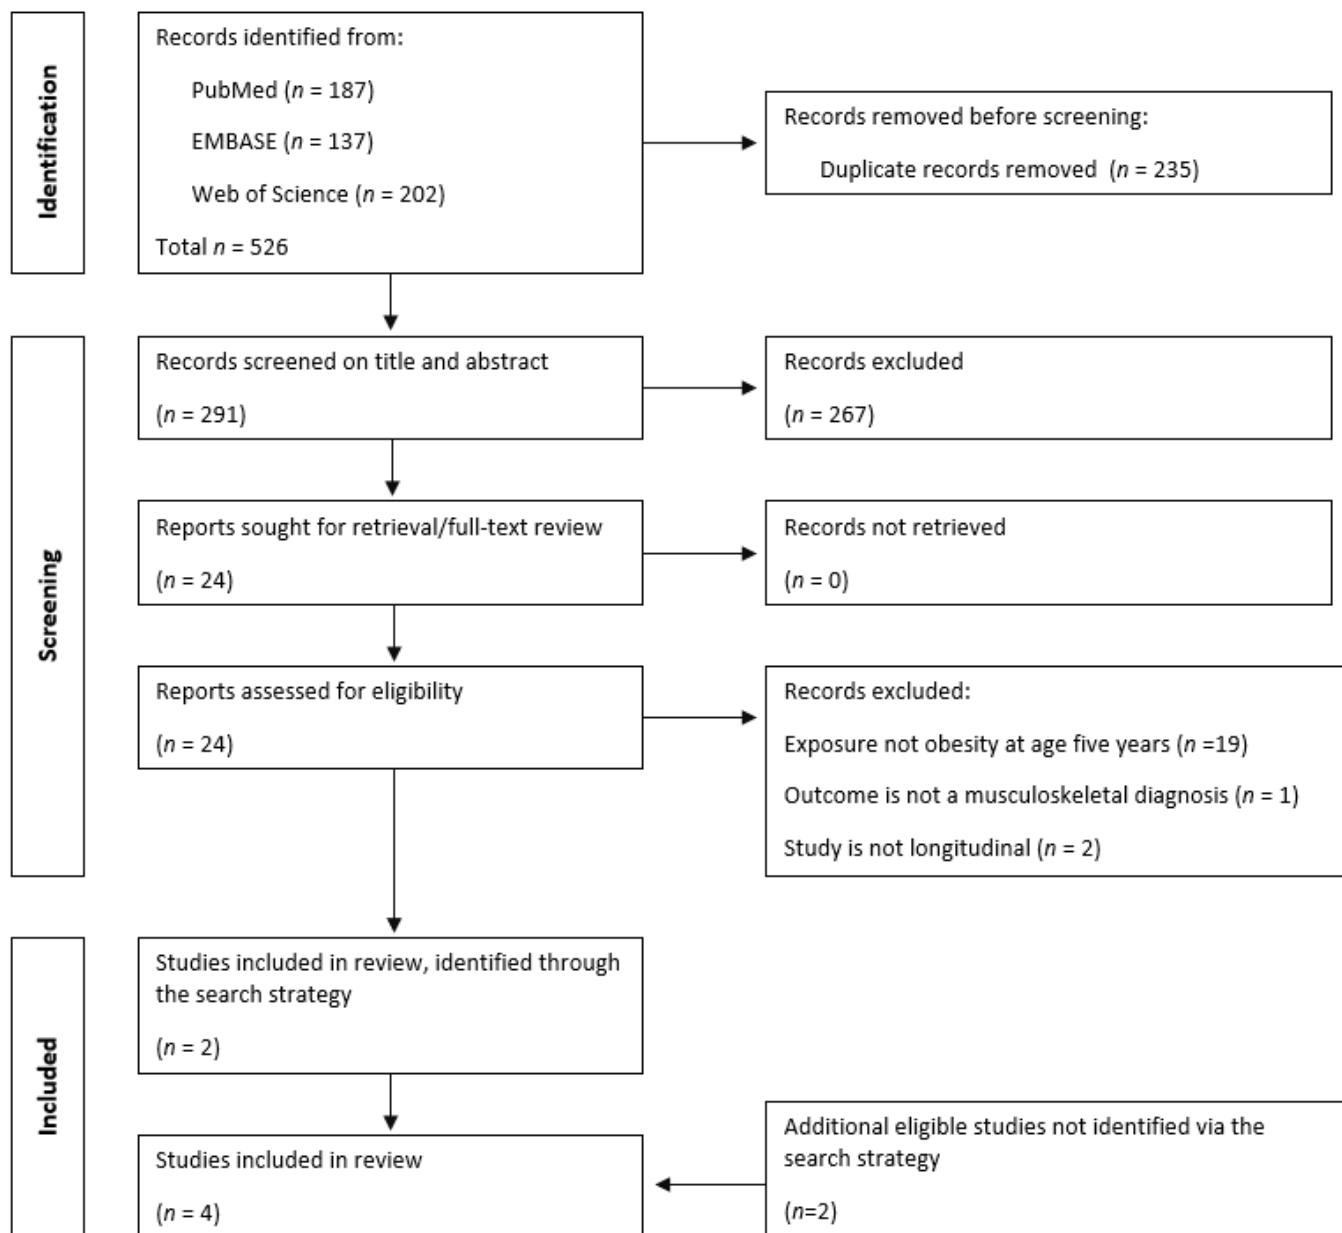 Identification
Records identified from:
PubMed (n = 187)
EMBASE (n = 137)
Web of Science (n = 202)
Total n = 526
Records removed before screening:
Duplicate records removed  (n = 235)
Screening
Records screened on title and abstract
(n = 291)
Records excluded
(n = 267)
Reports sought for retrieval/full-text review
(n = 24)
Records not retrieved
(n = 0)
Reports assessed for eligibility
(n = 24)
Records excluded:
Exposure not obesity at age five years (n =19)
Outcome is not a musculoskeletal diagnosis (n = 1)
Study is not longitudinal (n = 2)
Included
Studies included in review, identified through
the search strategy
(n = 2)
Studies included in review
(n = 4)
Additional eligible studies not identified via the
search strategy
(n=2)